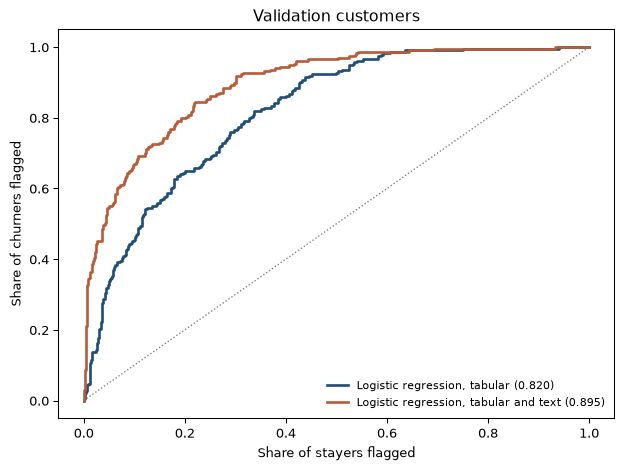 Validation customers
Share of churners flagged
1.0
0.8
0.6
0.4
0.2
0.0
Logistic regression, tabular (0.820)
Logistic regression, tabular and text (0.895)
0.0 0.2 0.4 0.6 0.8 1.0
Share of stayers flagged